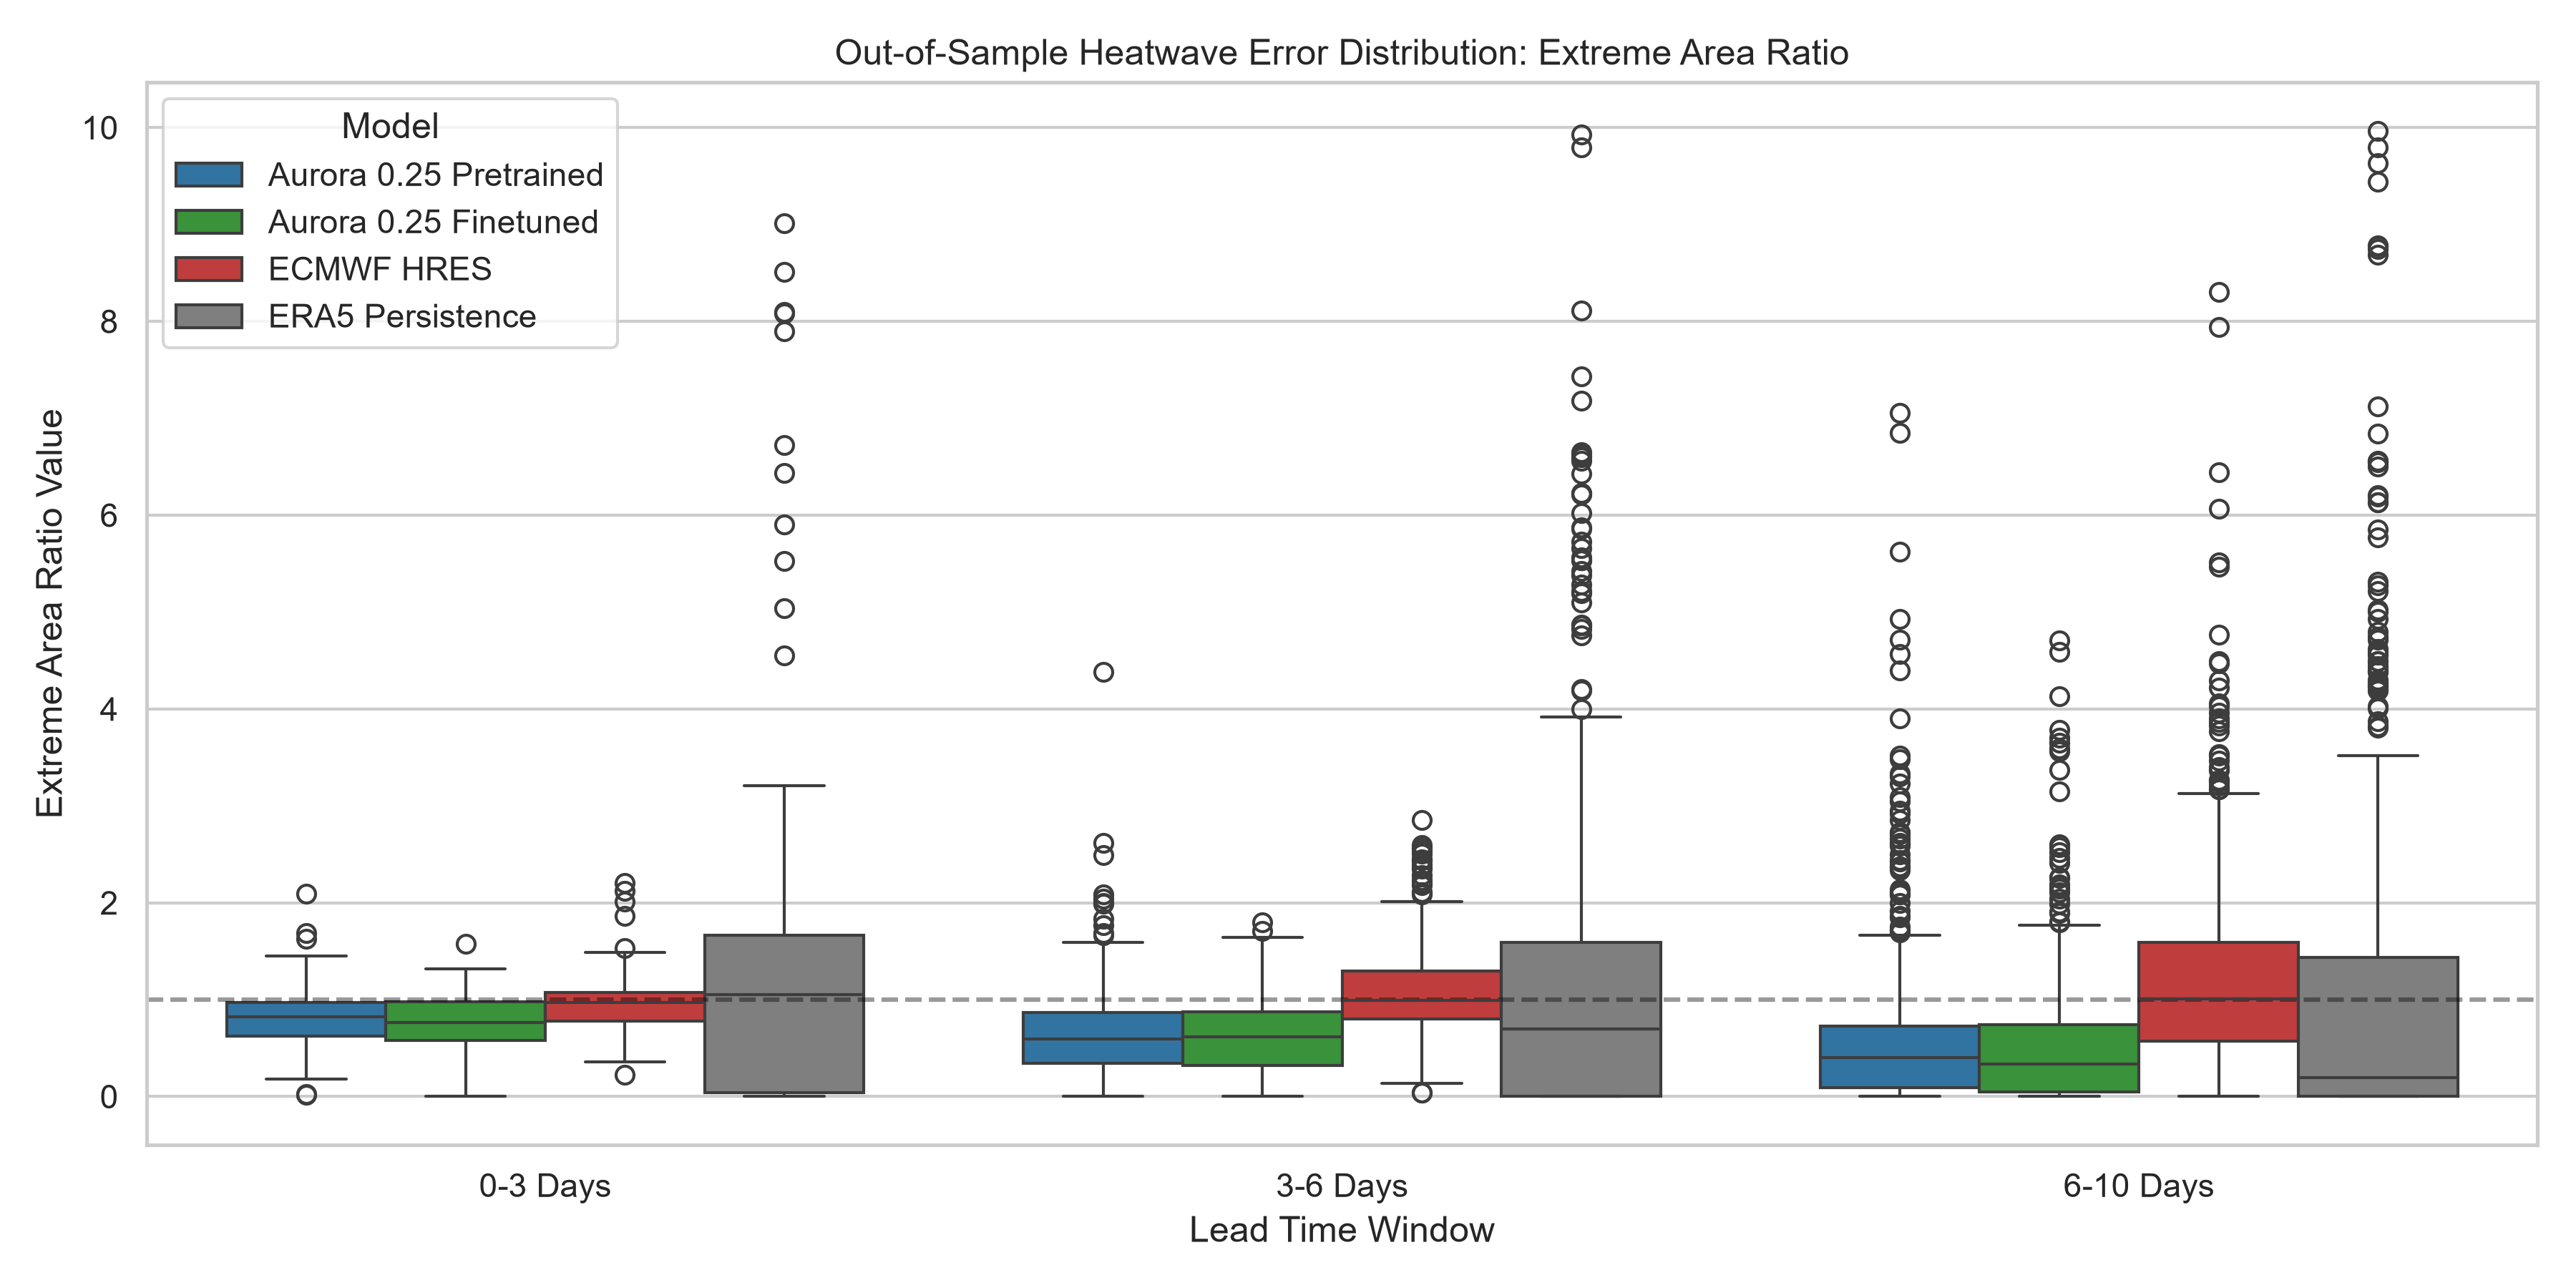 Out-of-Sample Heatwave Error Distribution: Extreme Area Ratio
Model
Aurora 0.25 Pretrained
Aurora 0.25 Finetuned
ECMWF HRES
ERA5 Persistence
Extreme Area Ratio Value
10
8
6
4
2
0
0-3 Days
3-6 Days
6-10 Days
Lead Time Window